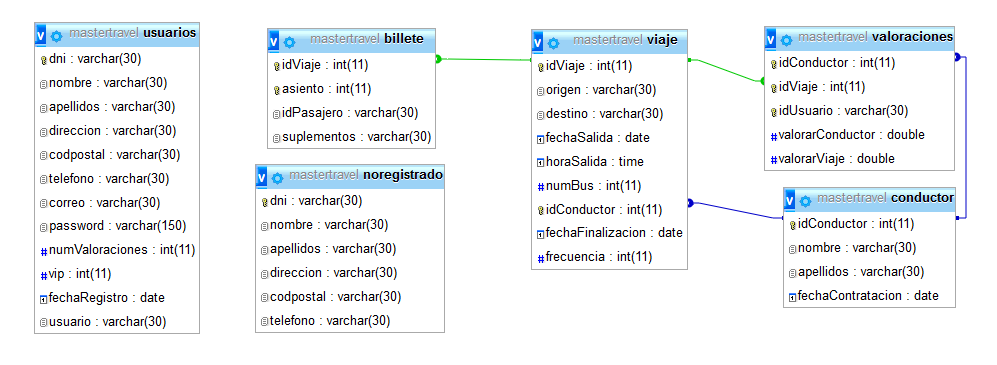 v mastertravel usuarios
dni : varchar(30)
nombre : varchar(30)
apellidos : varchar(30)
direccion : varchar(30)
codpostal : varchar(30)
telefono : varchar(30)
correo : varchar(30)
password : varchar(150)
# numValoraciones : int(11)
# vip : int(11)
fechaRegistro : date
usuario : varchar(30)
v mastertravel billete
idViaje : int(11)
asiento : int(11)
idPasajero : varchar(30)
suplementos : varchar(30)
v mastertravel noregistrado
dni : varchar(30)
nombre : varchar(30)
apellidos : varchar(30)
direccion : varchar(30)
codpostal : varchar(30)
telefono : varchar(30)
v mastertravel viaje
idViaje : int(11)
origen : varchar(30)
destino : varchar(30)
fechaSalida : date
horaSalida : time
# numBus : int(11)
idConductor : int(11)
fechaFinalizacion : date
# frecuencia : int(11)
v mastertravel valoraciones
idConductor : int(11)
idViaje : int(11)
idUsuario : varchar(30)
# valorarConductor : double
# valorarViaje : double
v mastertravel conductor
idConductor : int(11)
nombre : varchar(30)
apellidos : varchar(30)
fechaContratacion : date